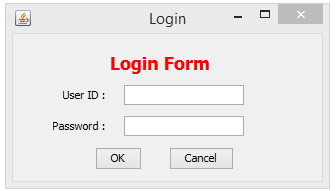 Login
Login Form
User ID :
Password :
OK Cancel